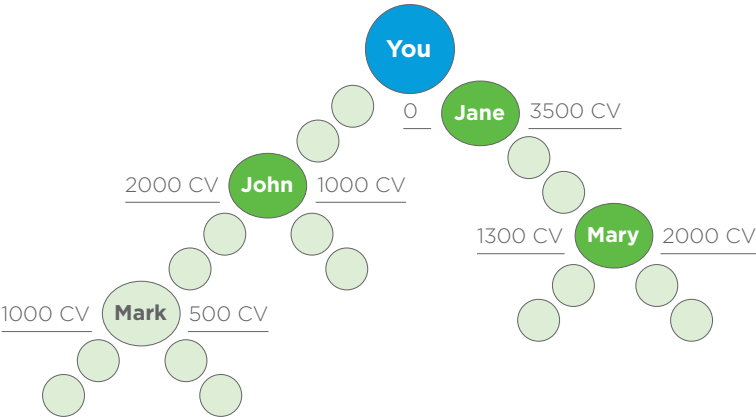 You
0 Jane 3500 CV
2000 CV John 1000 CV
1300 CV Mary 2000 CV
1000 CV Mark 500 CV